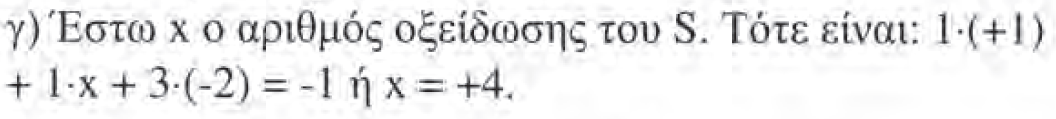 γ) Έστω x ο αριθμός οξείδωσης του S. Τότε είναι: 1·(+1)
+ 1·x + 3·(-2) = -1 ή x = +4.